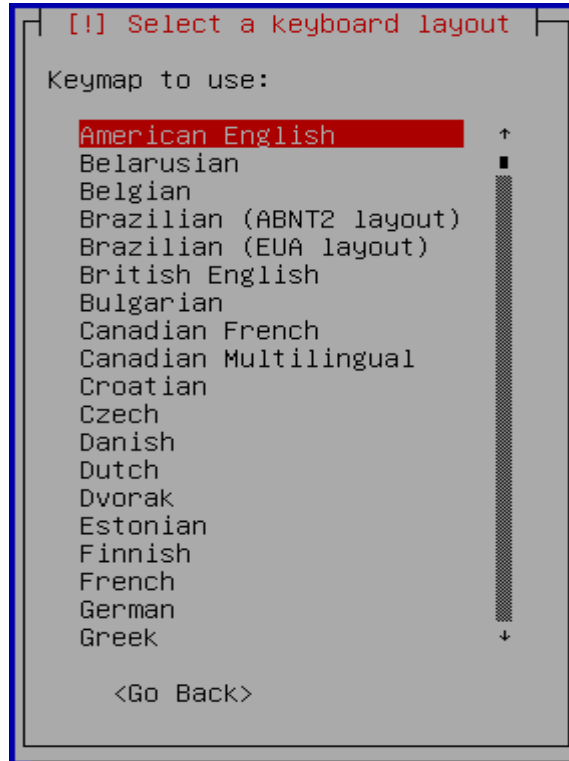 [!] Select a keyboard layout
Keymap to use:
American English
Belarusian
Belgian
Brazilian (ABNT2 layout)
Brazilian (EUA layout)
British English
Bulgarian
Canadian French
Canadian Multilingual
Croatian
Czech
Danish
Dutch
Dvorak
Estonian
Finnish
French
German
Greek
<Go Back>